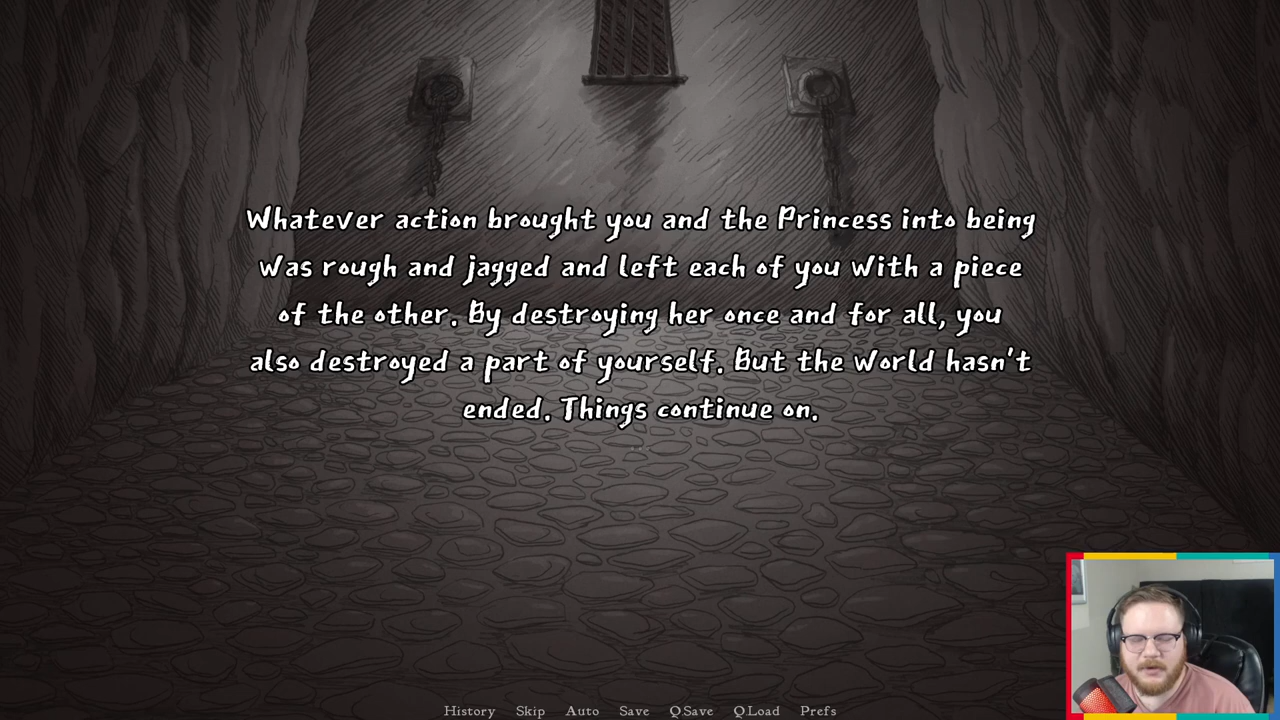 Whatever action brought you and the Princess into being
was rough and jagged and left each of you with a piece
of the other. By destroying her once and for all, you
also destroyed a part of yourself. But the world hasn't
ended. Things continue on.
History Skip Auto Save Q.Save Q.Load Prefs